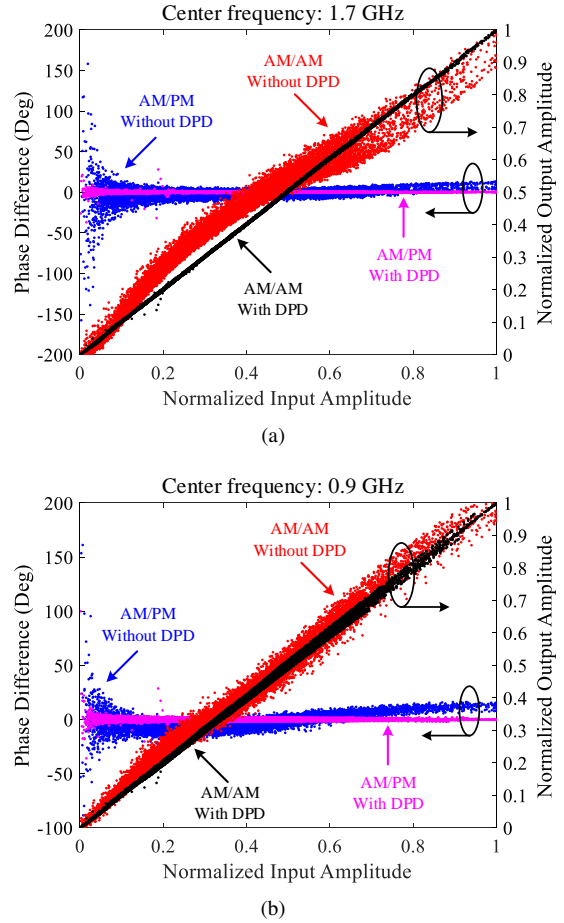 Center frequency: 1.7 GHz
200
150
100
50
0
-50
-100
-150
-200
Phase Difference (Deg)
AM/PM
Without DPD
AM/AM
Without DPD
AM/AM
With DPD
AM/PM
With DPD
1
0.9
0.8
0.7
0.6
0.5
0.4
0.3
0.2
0.1
0
Normalized Output Amplitude
0
0.2
0.4
0.6
0.8
1
Normalized Input Amplitude
(a)
Center frequency: 0.9 GHz
200
150
100
50
0
-50
-100
Phase Difference (Deg)
AM/AM
Without DPD
AM/PM
Without DPD
AM/AM
With DPD
AM/PM
With DPD
1
0.9
0.8
0.7
0.6
0.5
0.4
0.3
0.2
0.1
0
Normalized Output Amplitude
0
0.2
0.4
0.6
0.8
1
Normalized Input Amplitude
(b)